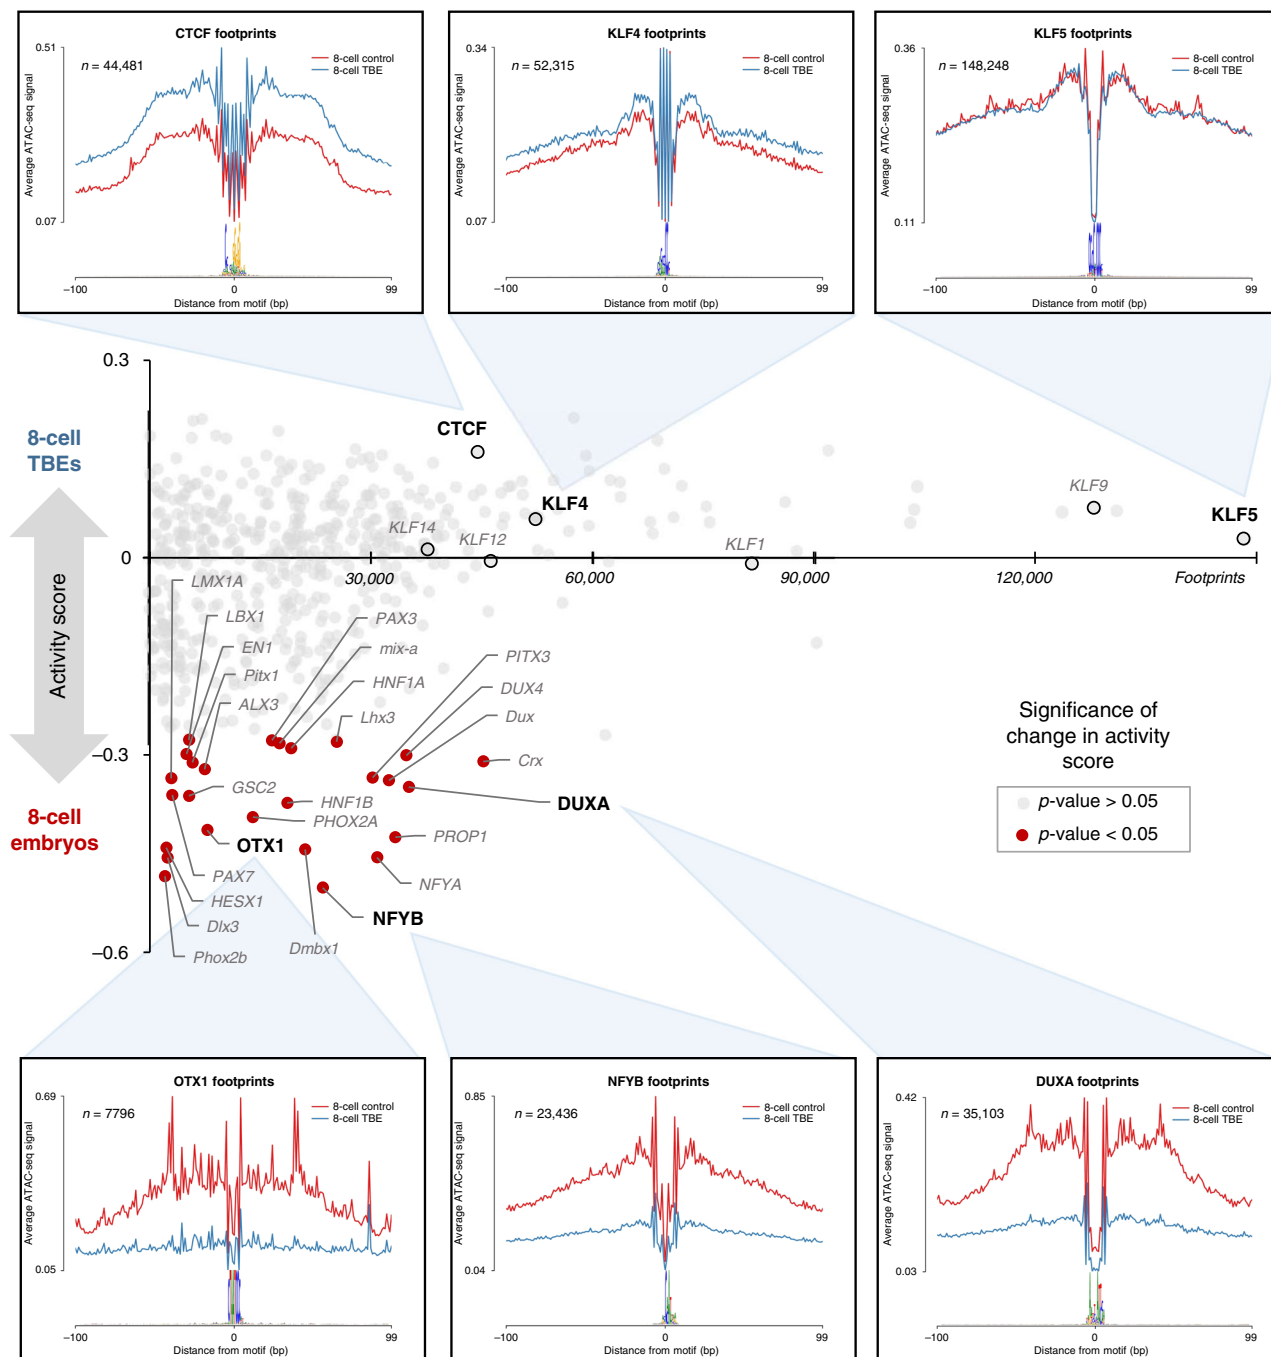 CTCF footprints
0.51
n = 44,481
8-cell control
8-cell TBE
Average ATAC-seq signal
0.07
−100
0
99
Distance from motif (bp)
KLF4 footprints
0.34
n = 52,315
8-cell control
8-cell TBE
Average ATAC-seq signal
0.07
−100
0
99
Distance from motif (bp)
KLF5 footprints
0.36
n = 148,248
8-cell control
8-cell TBE
Average ATAC-seq signal
0.11
−100
0
99
Distance from motif (bp)
0.3
0
−0.3
−0.6
8-cell
TBEs
Activity score
8-cell
embryos
CTCF
KLF4
KLF9
KLF5
KLF14
KLF12
KLF1
30,000
60,000
90,000
120,000
Footprints
LMX1A
LBX1
EN1
Pitx1
ALX3
PAX3
mix-a
HNF1A
Lhx3
PITX3
DUX4
Dux
Crx
GSC2
HNF1B
PHOX2A
DUXA
OTX1
PROP1
PAX7
NFYA
HESX1
NFYB
Dlx3
Dmbx1
Phox2b
Significance of
change in activity
score
p-value > 0.05
p-value < 0.05
OTX1 footprints
0.69
n = 7796
8-cell control
8-cell TBE
Average ATAC-seq signal
0.05
−100
0
99
Distance from motif (bp)
NFYB footprints
0.85
n = 23,436
8-cell control
8-cell TBE
Average ATAC-seq signal
0.04
−100
0
99
Distance from motif (bp)
DUXA footprints
0.42
n = 35,103
8-cell control
8-cell TBE
Average ATAC-seq signal
0.03
−100
0
99
Distance from motif (bp)